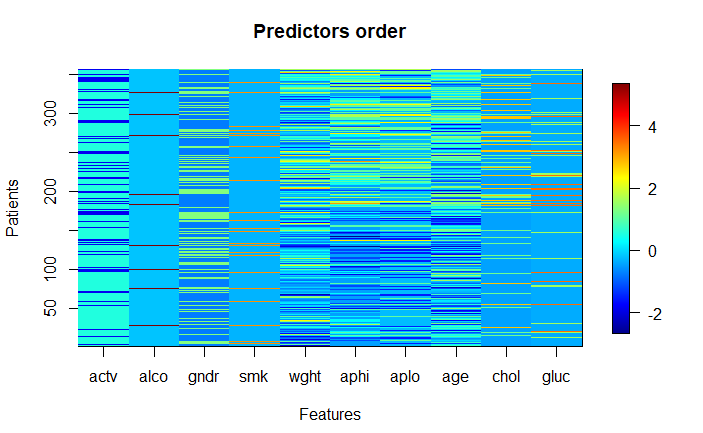 Predictors order
Patients
300
200
100
50
4
2
0
-2
actv alco gndr smk wght aphi aplo age chol gluc
Features